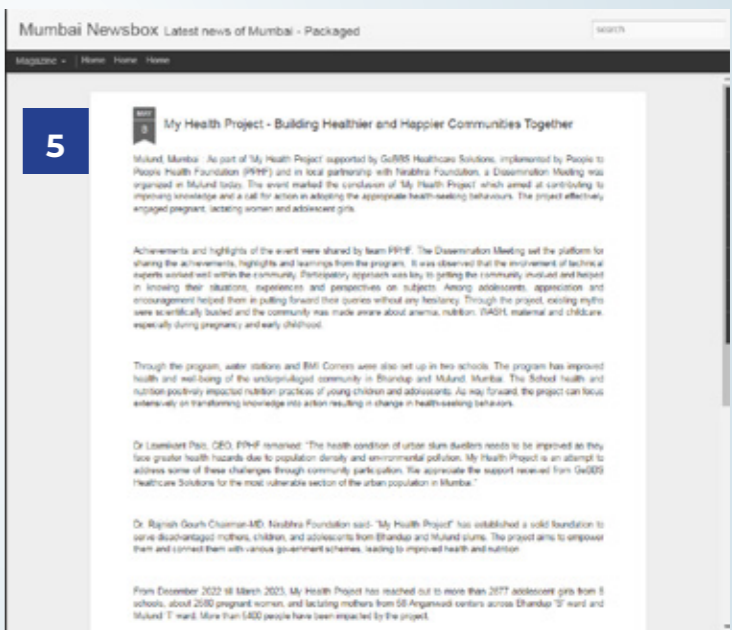 Mumbai Newsbox Latest news of Mumbai - Packaged
search
Magazine
Home Home Home
5
MAY
8
My Health Project - Building Healthier and Happier Communities Together
Mulund, Mumbai : As part of 'My Health Project' supported by GeBBS Healthcare Solutions, implemented by People to
People Health Foundation (PPHF) and in local partnership with Nirabhra Foundation, a Dissemination Meeting was
organized in Mulund today. The event marked the conclusion of 'My Health Project' which aimed at contributing to
improving knowledge and a call for action in adopting the appropriate health-seeking behaviours. The project effectively
engaged pregnant, lactating women and adolescent girls.
Achievements and highlights of the event were shared by team PPHF. The Dissemination Meeting set the platform for
sharing the achievements, highlights and learnings from the program. It was observed that the involvement of technical
experts worked well within the community. Participatory approach was key to getting the community involved and helped
in knowing their situations, experiences and perspectives on subjects. Among adolescents, appreciation and
encouragement helped them in putting forward their queries without any hesitancy. Through the project, existing myths
were scientifically busted and the community was made aware about anemia, nutrition, WASH, maternal and childcare,
especially during pregnancy and early childhood.
Through the program, water stations and BMI Corners were also set up in two schools. The program has improved
health and well-being of the underprivileged community in Bhandup and Mulund, Mumbai. The School health and
nutrition positively impacted nutrition practices of young children and adolescents. As way forward, the project can focus
extensively on transforming knowledge into action resulting in change in health-seeking behaviors.
Dr Laxmikant Palo, CEO, PPHF remarked: "The health condition of urban slum dwellers needs to be improved as they
face greater health hazards due to population density and environmental pollution. My Health Project is an attempt to
address some of these challenges through community participation. We appreciate the support received from GeBBS
Healthcare Solutions for the most vulnerable section of the urban population in Mumbai."
Dr. Rajnish Gourh Chairman-MD, Nirabhra Foundation said- "My Health Project" has established a solid foundation to
serve disadvantaged mothers, children, and adolescents from Bhandup and Mulund slums. The project aims to empower
them and connect them with various government schemes, leading to improved health and nutrition
From December 2022 till March 2023, My Health Project has reached out to more than 2877 adolescent girls from 8
schools, about 2580 pregnant women, and lactating mothers from 68 Anganwadi centers across Bhandup 'S' ward and
Mulund 'T' ward. More than 5400 people have been impacted by the project.